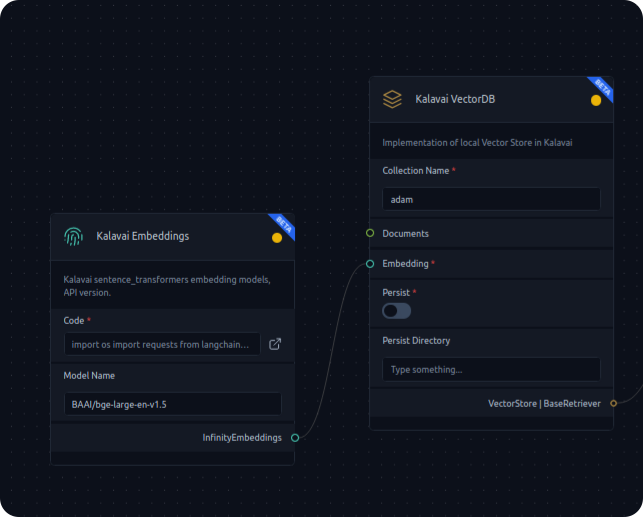 Kalavai VectorDB
BETA
Implementation of local Vector Store in Kalavai
Collection Name *
adam
Documents
Embedding *
Persist *
Persist Directory
Type something...
VectorStore | BaseRetriever
Kalavai Embeddings
BETA
Kalavai sentence_transformers embedding models,
API version.
Code *
import os import requests from langchain...
Model Name
BAAI/bge-large-en-v1.5
InfinityEmbeddings